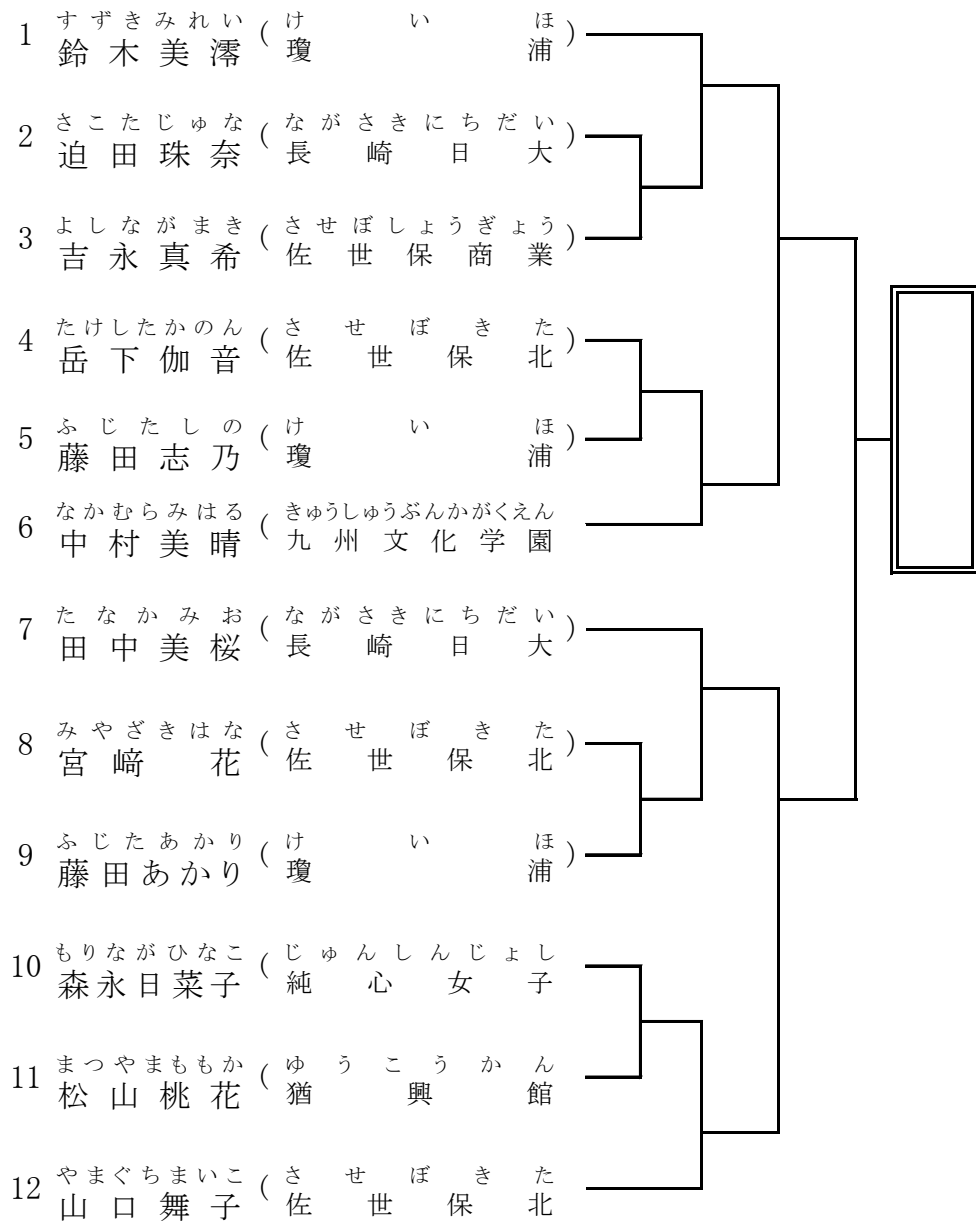 すずきみれい けいほ
1 鈴木美澪 ( 瓊浦 )
さこたじゅな ながさきにちだい
2 迫田珠奈 ( 長崎日大 )
よしながまき させぼしょうぎょう
3 吉永真希 ( 佐世保商業 )
たけしたかのん させぼきた
4 岳下伽音 ( 佐世保北 )
ふじたしの けいほ
5 藤田志乃 ( 瓊浦 )
なかむらみはる きゅうしゅうぶんかがくえん
6 中村美晴 ( 九州文化学園
たなかみお ながさきにちだい
7 田中美桜 ( 長崎日大 )
みやざきはな させぼきた
8 宮﨑花 ( 佐世保北 )
ふじたあかり けいほ
9 藤田あかり ( 瓊浦 )
もりながひなこ じゅんしんじょし
10 森永日菜子 ( 純心女子
まつやまももか ゆうこうかん
11 松山桃花 ( 猶興館
やまぐちまいこ させぼきた
12 山口舞子 ( 佐世保北